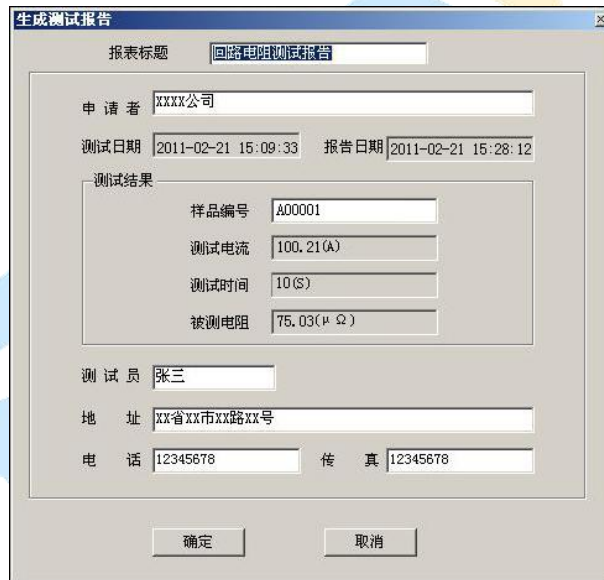 生成测试报告
报表标题 回路电阻测试报告
申请者 XXXX公司
测试日期 2011-02-21 15:09:33 报告日期 2011-02-21 15:28:12
测试结果
样品编号 A00001
测试电流 100.21(A)
测试时间 10(S)
被测电阻 75.03(μΩ)
测试员 张三
地址 XX省XX市XX路XX号
电话 12345678 传真 12345678
确定 取消